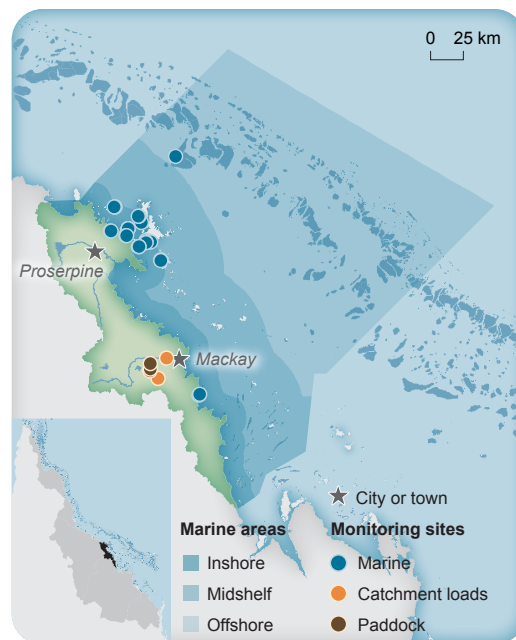 0 25 km
Proserpine
Mackay
City or town
Marine areas
Inshore
Midshelf
Offshore
Monitoring sites
Marine
Catchment loads
Paddock